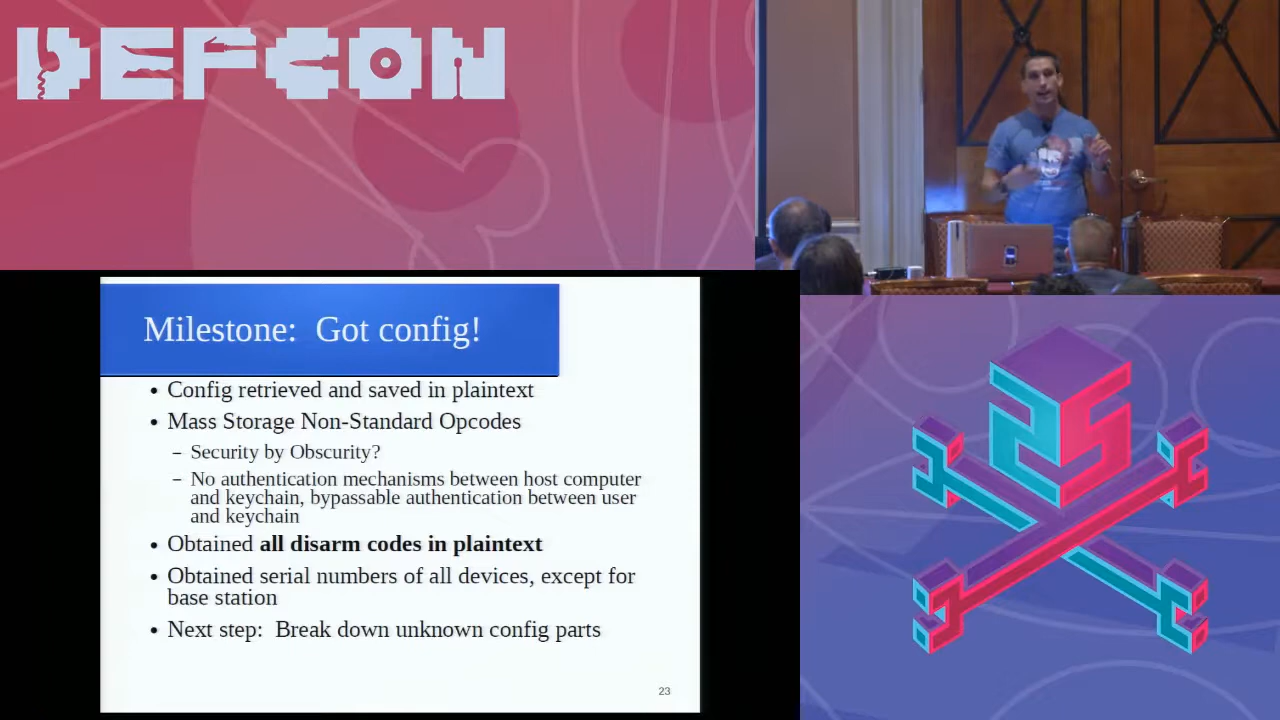 DEFCON
Milestone:  Got config!
• Config retrieved and saved in plaintext
• Mass Storage Non-Standard Opcodes
– Security by Obscurity?
– No authentication mechanisms between host computer
and keychain, bypassable authentication between user
and keychain
• Obtained all disarm codes in plaintext
• Obtained serial numbers of all devices, except for
base station
• Next step:  Break down unknown config parts
23
25